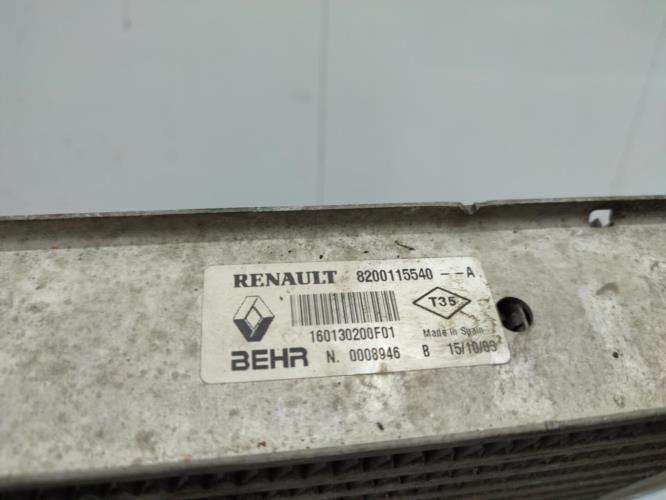 RENAULT 8200115540 - - A
T35
160130200F01 Made in Spain
BEHR N. 0008946 B 15/10/03